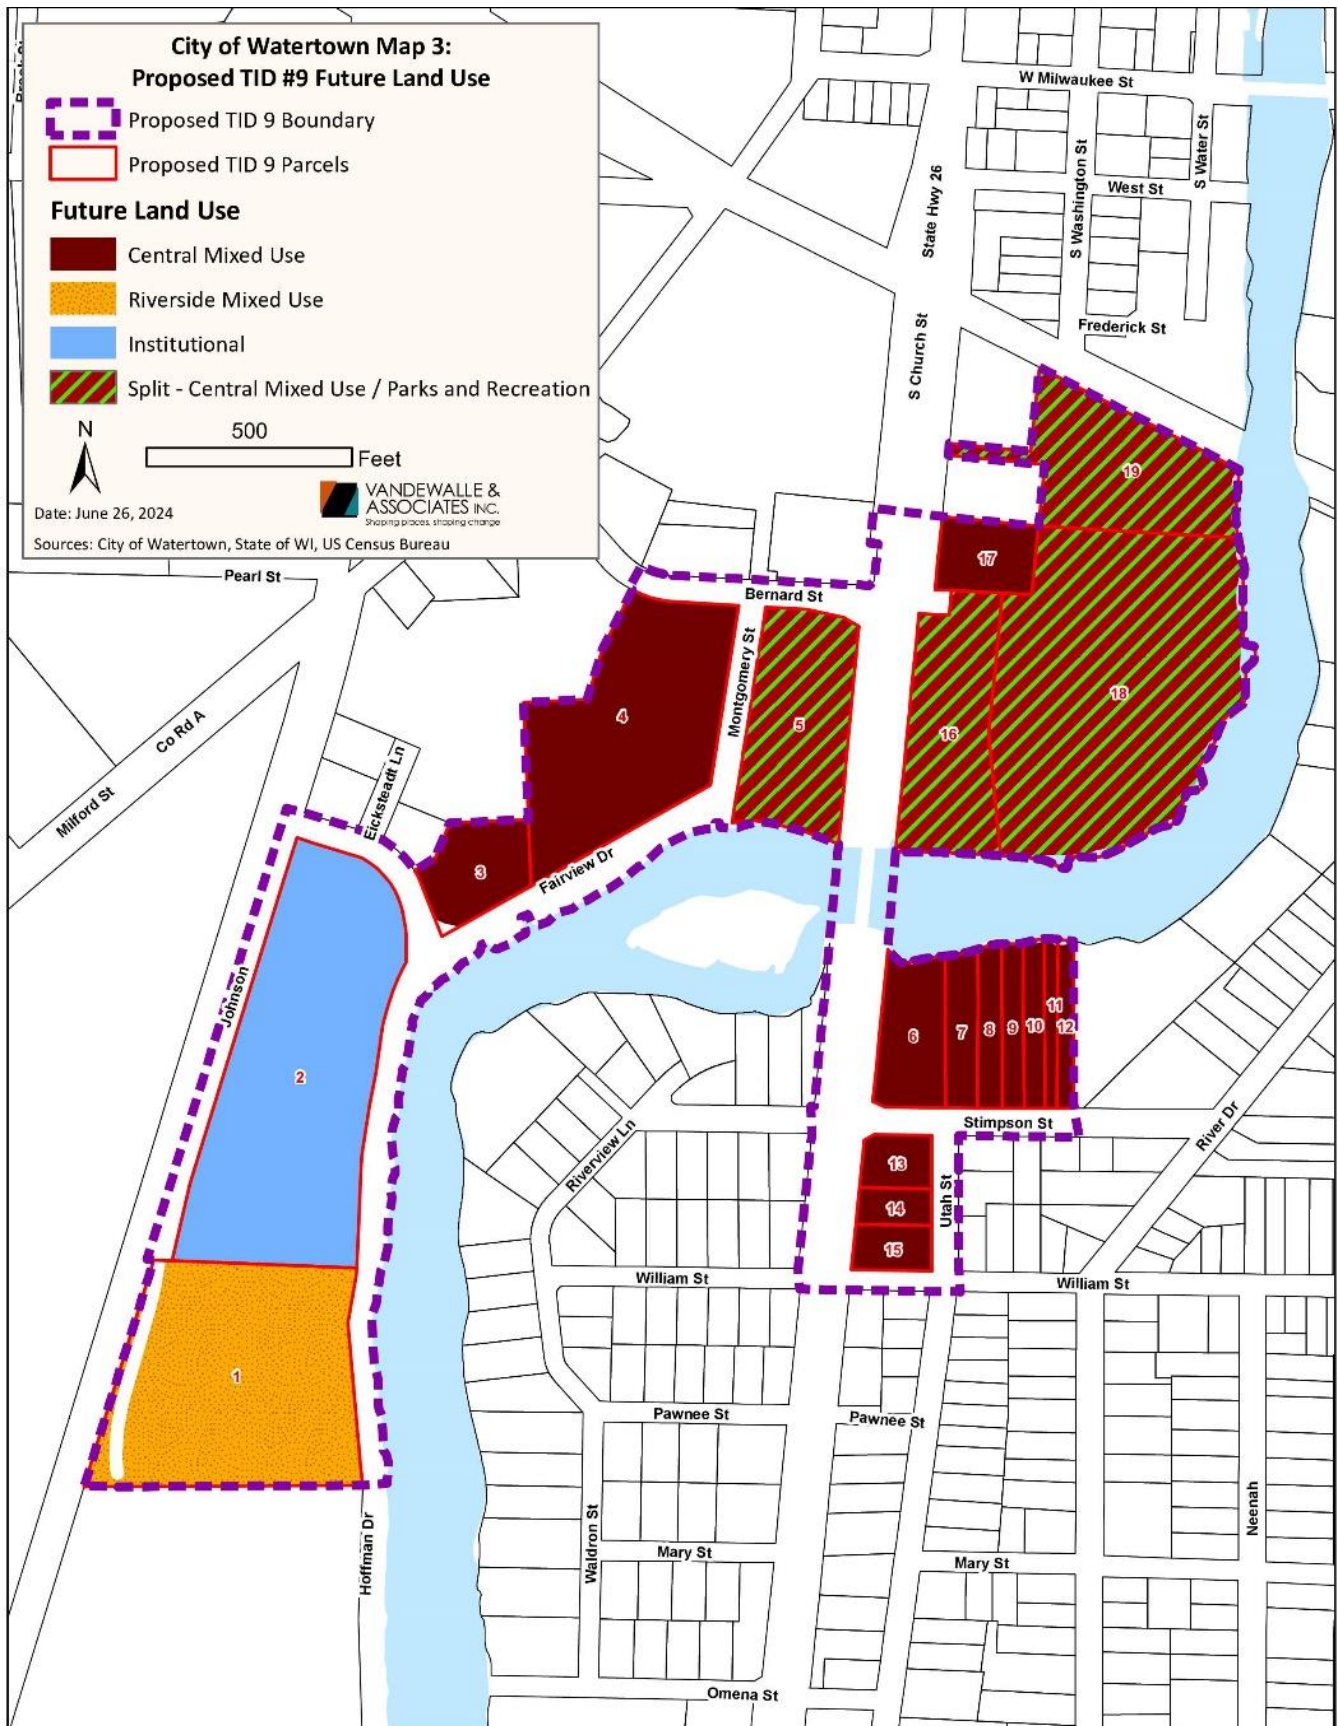 City of Watertown Map 3:
Proposed TID #9 Future Land Use
Proposed TID 9 Boundary
Proposed TID 9 Parcels
Future Land Use
Central Mixed Use
Riverside Mixed Use
Institutional
Split - Central Mixed Use / Parks and Recreation
N
500
Feet
VANDEWALLE &
ASSOCIATES INC.
Shaping places, shaping change
Date: June 26, 2024
Sources: City of Watertown, State of WI, US Census Bureau
W Milwaukee St
S Water St
S Washington St
West St
State Hwy 26
Frederick St
S Church St
19
17
Pearl St
Bernard St
Montgomery St
4
5
16
18
Co Rd A
Milford St
Eicksteadt Ln
3
Fairview Dr
Johnson
2
6
7
8
9
10
11
12
Stimpson St
River Dr
Riverview Ln
13
14
15
Utah St
William St
William St
1
Pawnee St
Pawnee St
Hoffman Dr
Waldron St
Neenah
Mary St
Mary St
Omena St